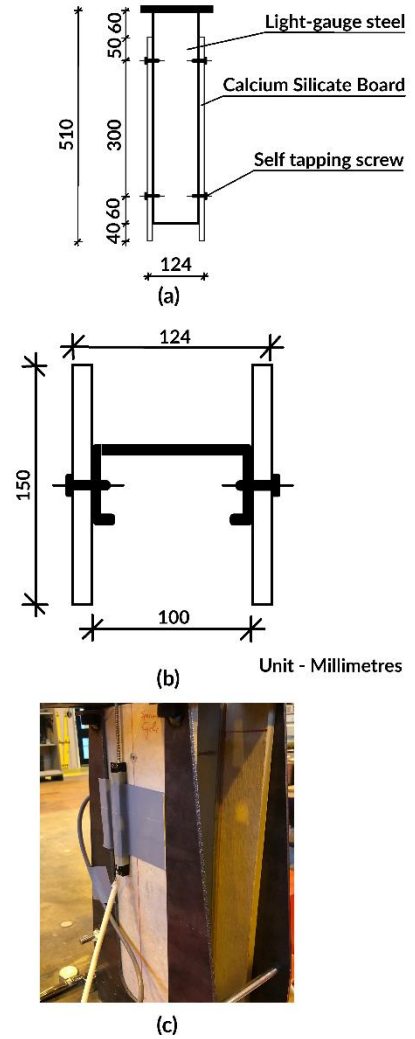 60
50
300
60
40
510
Light-gauge steel
Calcium Silicate Board
Self tapping screw
124
(a)
124
150
100
(b)
Unit - Millimetres
(c)